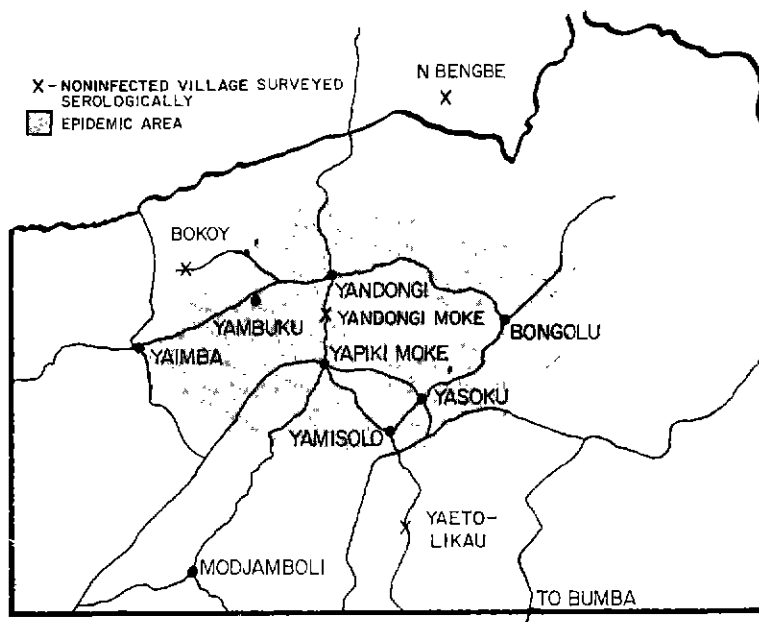 N BENGBE
X - NONINFECTED VILLAGE SURVEYED
SEROLOGICALLY
EPIDEMIC AREA
BOKOY
YANDONGI
YANDONGI MOKE
BONGOLU
YAMBUKU
YAIMBA
YAPIKI MOKE
YASOKU
YAMISOLO
YAETO-
LIKAU
MODJAMBOLI
TO BUMBA